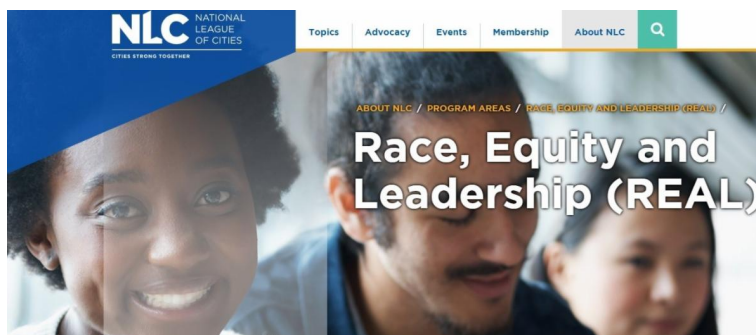 NLC NATIONAL
LEAGUE
OF CITIES
CITIES STRONG TOGETHER
Topics Advocacy Events Membership About NLC
ABOUT NLC / PROGRAM AREAS / RACE, EQUITY AND LEADERSHIP (REAL) /
Race, Equity and
Leadership (REAL)